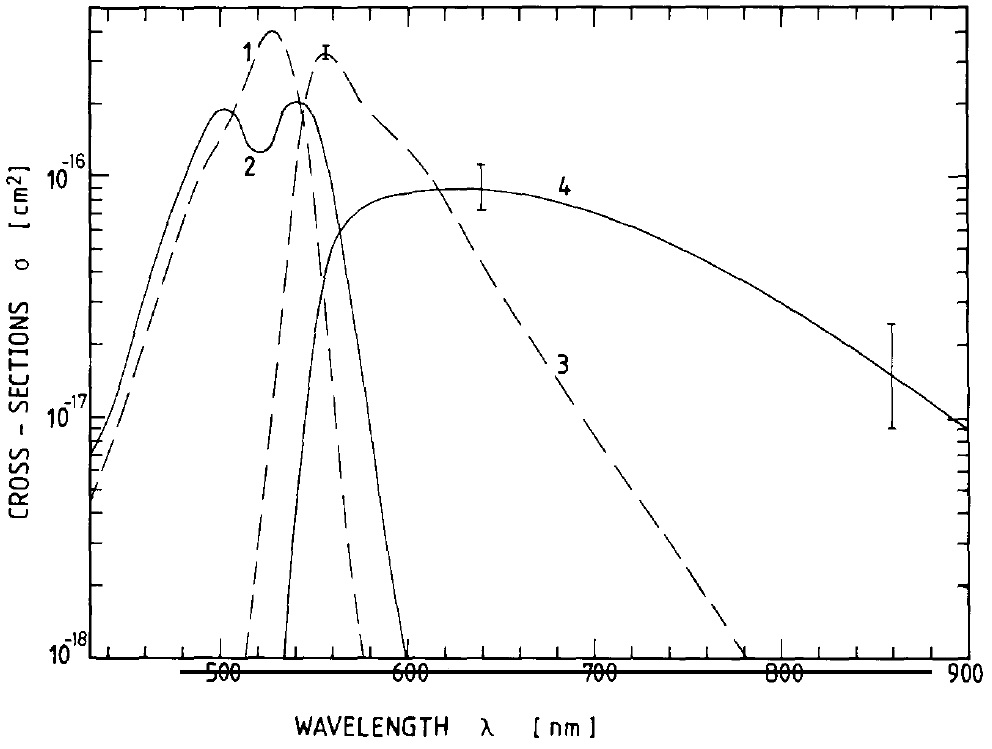 1
2
3
4
10^-16
10^-17
10^-18
CROSS - SECTIONS σ [cm²]
500 600 700 800 900
WAVELENGTH λ [nm]